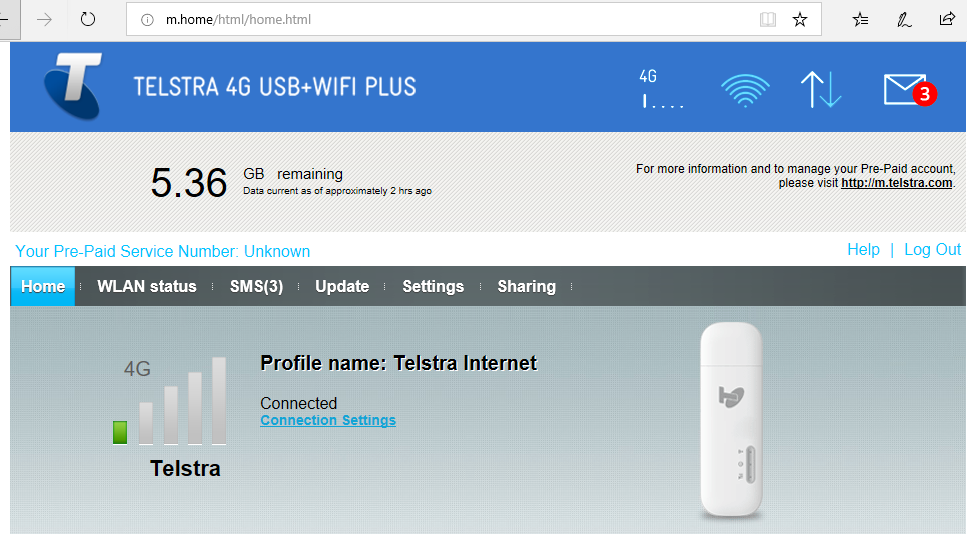 m.home/html/home.html
TELSTRA 4G USB+WIFI PLUS
4G
3
5.36 GB remaining
Data current as of approximately 2 hrs ago
For more information and to manage your Pre-Paid account,
please visit http://m.telstra.com.
Your Pre-Paid Service Number: Unknown
Help | Log Out
Home WLAN status SMS(3) Update Settings Sharing
4G
Profile name: Telstra Internet
Connected
Connection Settings
Telstra